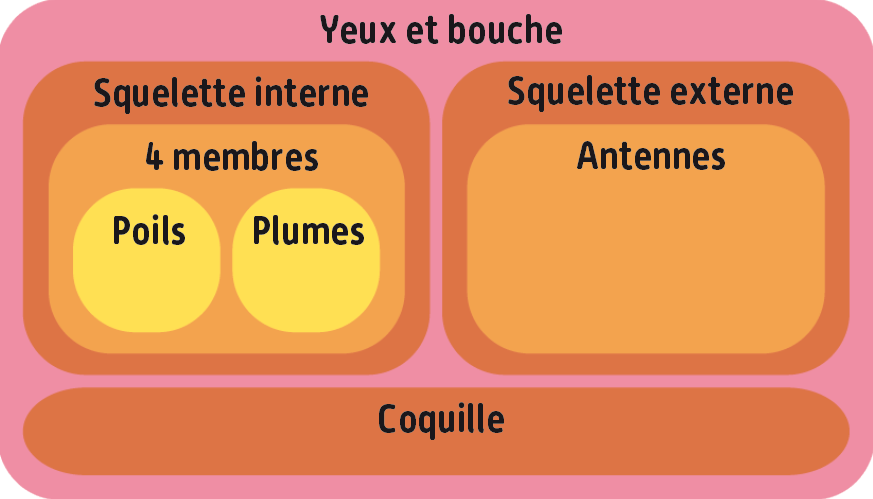 Yeux et bouche
Squelette interne
Squelette externe
4 membres
Antennes
Poils
Plumes
Coquille